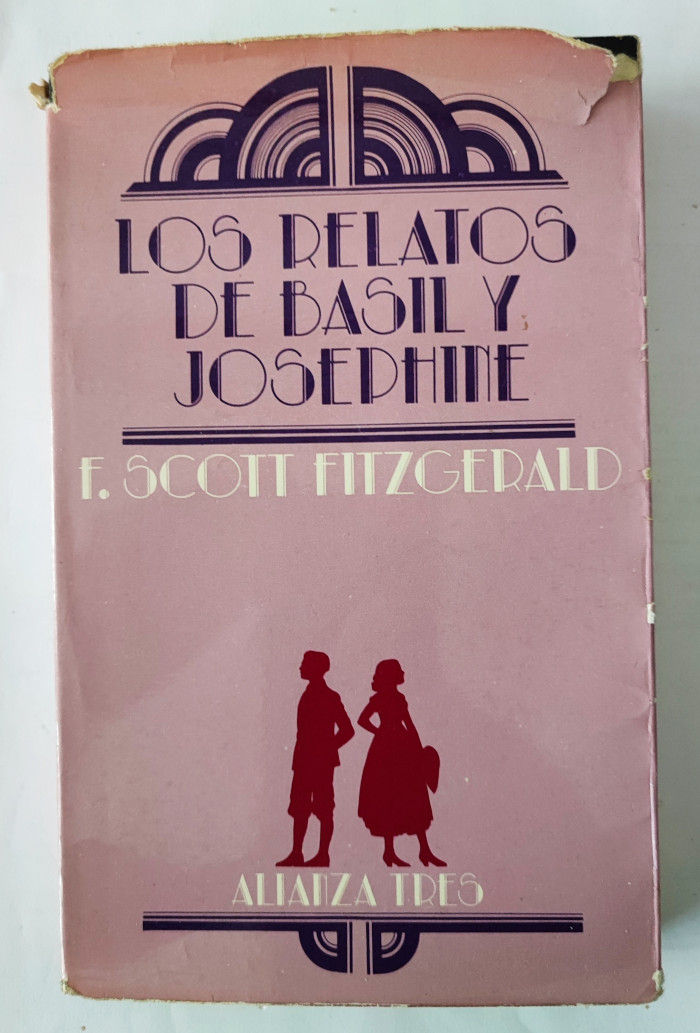 LOS RELATOS
DE BASIL Y
JOSEPHINE
F. SCOTT FITZGERALD
ALIANZA TRES